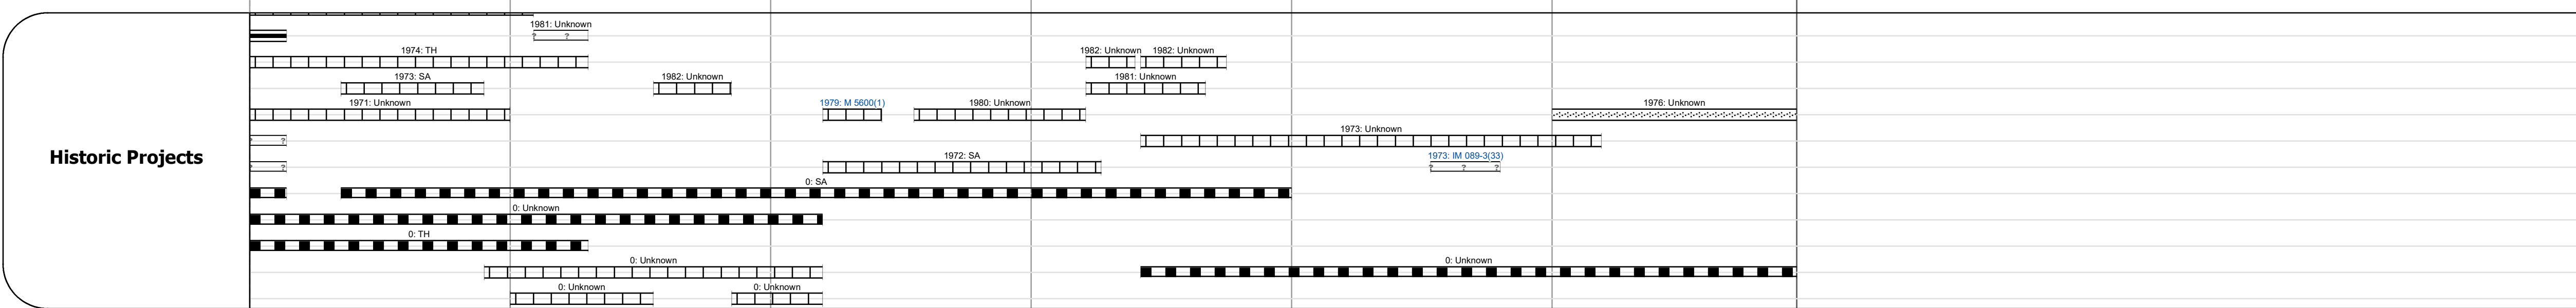 1981: Unknown
? ?
1974: TH
1982: Unknown
1982: Unknown
1973: SA
1982: Unknown
1981: Unknown
1971: Unknown
1979: M 5600(1)
1980: Unknown
1976: Unknown
?
1973: Unknown
Historic Projects
1972: SA
1973: IM 089-3(33)
?
? ? ?
0: SA
0: Unknown
0: TH
0: Unknown
0: Unknown
0: Unknown
0: Unknown